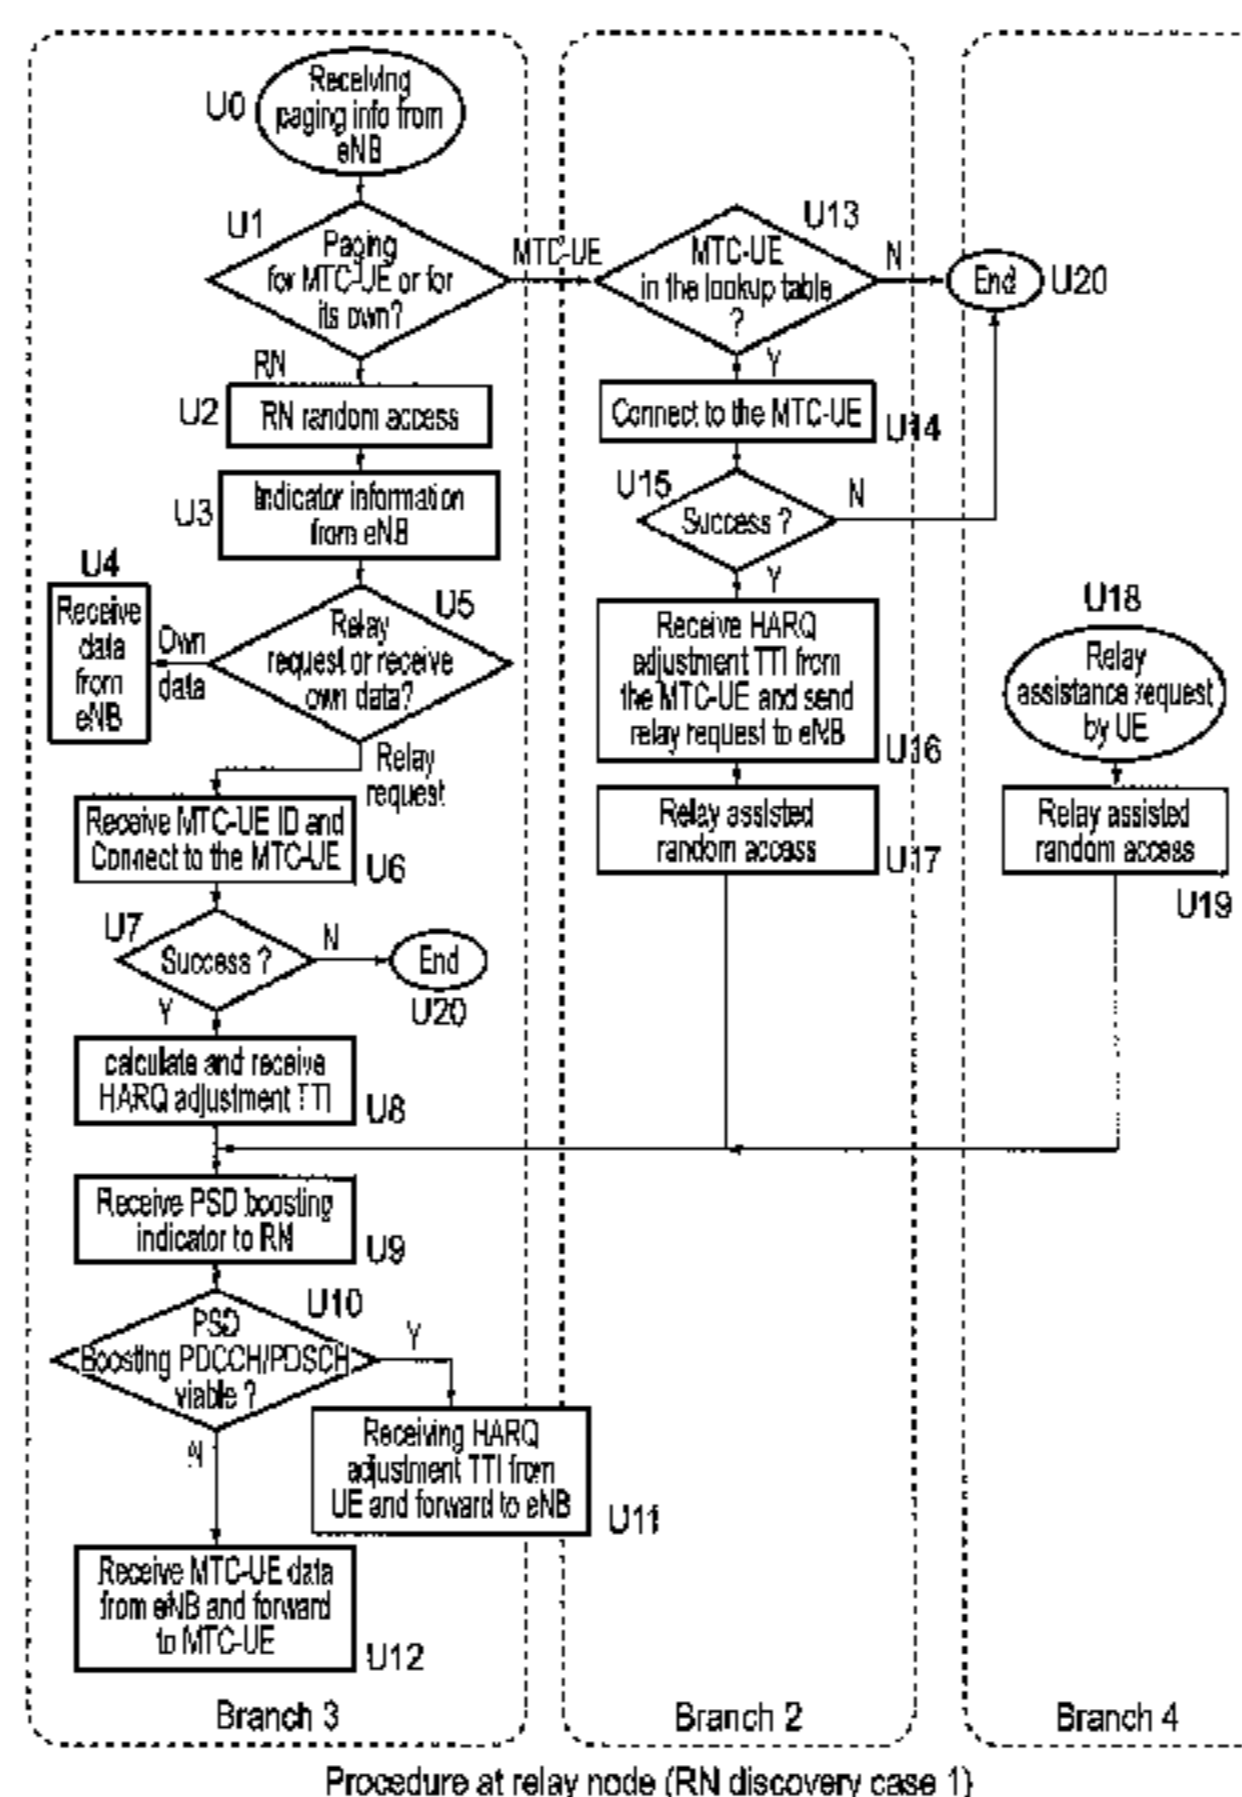 U0
Receiving
paging info from
eNB
U1
Paging
for MTC-UE or for
its own?
MTC-UE
RN
U2
RN random access
U3
Indicator information
from eNB
U4
Receive
data
from
eNB
Own
data
U5
Relay
request or receive
own data?
Relay
request
Receive MTC-UE ID and
Connect to the MTC-UE
U6
U7
Success ?
N
End
U20
Y
calculate and receive
HARQ adjustment TTI
U8
Receive PSD boosting
indicator to RN
U9
U10
PSD
Boosting PDCCH/PDSCH
viable ?
Y
N
Receiving HARQ
adjustment TTI from
UE and forward to eNB
U11
Receive MTC-UE data
from eNB and forward
to MTC-UE
U12
Branch 3
U13
MTC-UE
in the lookup table
?
N
End
U20
Y
Connect to the MTC-UE
U14
U15
Success ?
N
Y
Receive HARQ
adjustment TTI from
the MTC-UE and send
relay request to eNB
U16
Relay assisted
random access
U17
Branch 2
U18
Relay
assistance request
by UE
Relay assisted
random access
U19
Branch 4
Procedure at relay node (RN discovery case 1)